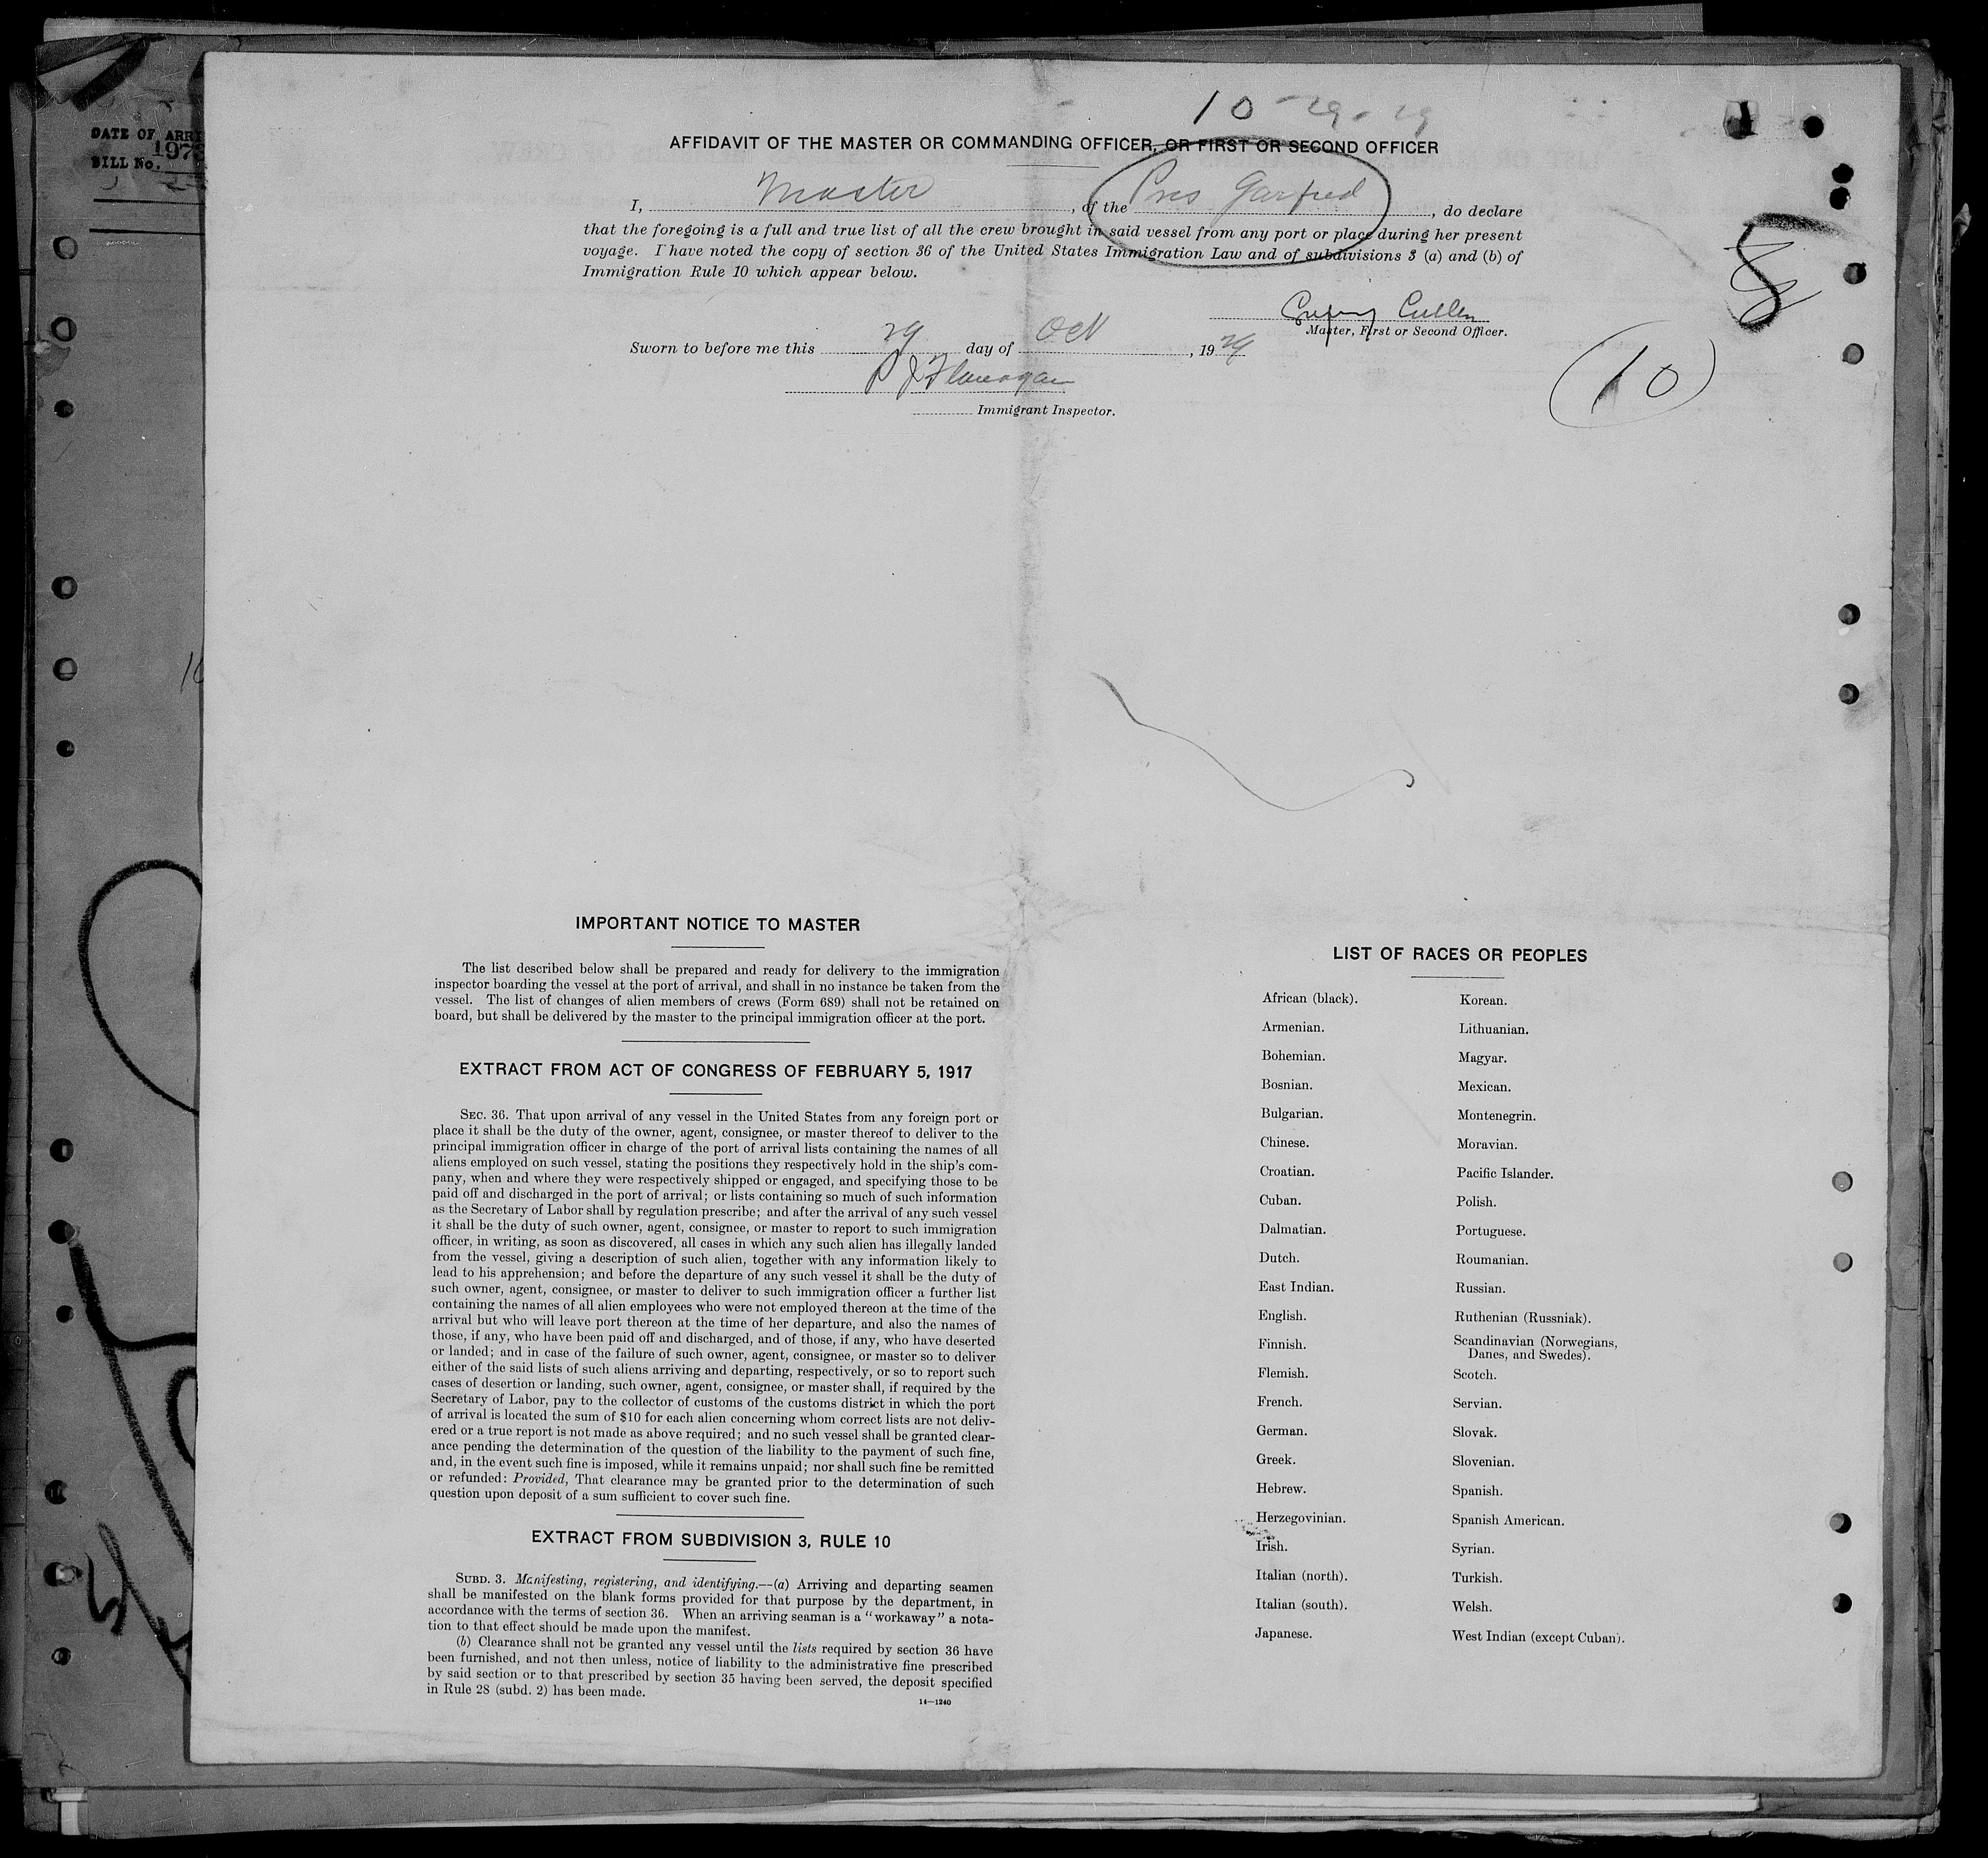 10-29-29
DATE OF ARRI
1973
BILL No.
AFFIDAVIT OF THE MASTER OR COMMANDING OFFICER, OR FIRST OR SECOND OFFICER
I, Master, of the Pres Garfied, do declare
that the foregoing is a full and true list of all the crew brought in said vessel from any port or place during her present
voyage. I have noted the copy of section 36 of the United States Immigration Law and of subdivisions 3 (a) and (b) of
Immigration Rule 10 which appear below.
Cullen
Master, First or Second Officer.
Sworn to before me this 29 day of Oct, 1929
P J Flanagan
Immigrant Inspector.
(10)
IMPORTANT NOTICE TO MASTER
The list described below shall be prepared and ready for delivery to the immigration
inspector boarding the vessel at the port of arrival, and shall in no instance be taken from the
vessel. The list of changes of alien members of crews (Form 689) shall not be retained on
board, but shall be delivered by the master to the principal immigration officer at the port.
EXTRACT FROM ACT OF CONGRESS OF FEBRUARY 5, 1917
SEC. 36. That upon arrival of any vessel in the United States from any foreign port or
place it shall be the duty of the owner, agent, consignee, or master thereof to deliver to the
principal immigration officer in charge of the port of arrival lists containing the names of all
aliens employed on such vessel, stating the positions they respectively hold in the ship's com-
pany, when and where they were respectively shipped or engaged, and specifying those to be
paid off and discharged in the port of arrival; or lists containing so much of such information
as the Secretary of Labor shall by regulation prescribe; and after the arrival of any such vessel
it shall be the duty of such owner, agent, consignee, or master to report to such immigration
officer, in writing, as soon as discovered, all cases in which any such alien has illegally landed
from the vessel, giving a description of such alien, together with any information likely to
lead to his apprehension; and before the departure of any such vessel it shall be the duty of
such owner, agent, consignee, or master to deliver to such immigration officer a further list
containing the names of all alien employees who were not employed thereon at the time of the
arrival but who will leave port thereon at the time of her departure, and also the names of
those, if any, who have been paid off and discharged, and of those, if any, who have deserted
or landed; and in case of the failure of such owner, agent, consignee, or master so to deliver
either of the said lists of such aliens arriving and departing, respectively, or so to report such
cases of desertion or landing, such owner, agent, consignee, or master shall, if required by the
Secretary of Labor, pay to the collector of customs of the customs district in which the port
of arrival is located the sum of $10 for each alien concerning whom correct lists are not deliv-
ered or a true report is not made as above required; and no such vessel shall be granted clear-
ance pending the determination of the question of the liability to the payment of such fine,
and, in the event such fine is imposed, while it remains unpaid; nor shall such fine be remitted
or refunded: Provided, That clearance may be granted prior to the determination of such
question upon deposit of a sum sufficient to cover such fine.
EXTRACT FROM SUBDIVISION 3, RULE 10
SUBD. 3. Manifesting, registering, and identifying.—(a) Arriving and departing seamen
shall be manifested on the blank forms provided for that purpose by the department, in
accordance with the terms of section 36. When an arriving seaman is a "workaway" a nota-
tion to that effect should be made upon the manifest.
(b) Clearance shall not be granted any vessel until the lists required by section 36 have
been furnished, and not then unless, notice of liability to the administrative fine prescribed
by said section or to that prescribed by section 35 having been served, the deposit specified
in Rule 28 (subd. 2) has been made.
14—1240
LIST OF RACES OR PEOPLES
African (black).
Armenian.
Bohemian.
Bosnian.
Bulgarian.
Chinese.
Croatian.
Cuban.
Dalmatian.
Dutch.
East Indian.
English.
Finnish.
Flemish.
French.
German.
Greek.
Hebrew.
Herzegovinian.
Irish.
Italian (north).
Italian (south).
Japanese.
Korean.
Lithuanian.
Magyar.
Mexican.
Montenegrin.
Moravian.
Pacific Islander.
Polish.
Portuguese.
Roumanian.
Russian.
Ruthenian (Russniak).
Scandinavian (Norwegians,
Danes, and Swedes).
Scotch.
Servian.
Slovak.
Slovenian.
Spanish.
Spanish American.
Syrian.
Turkish.
Welsh.
West Indian (except Cuban).